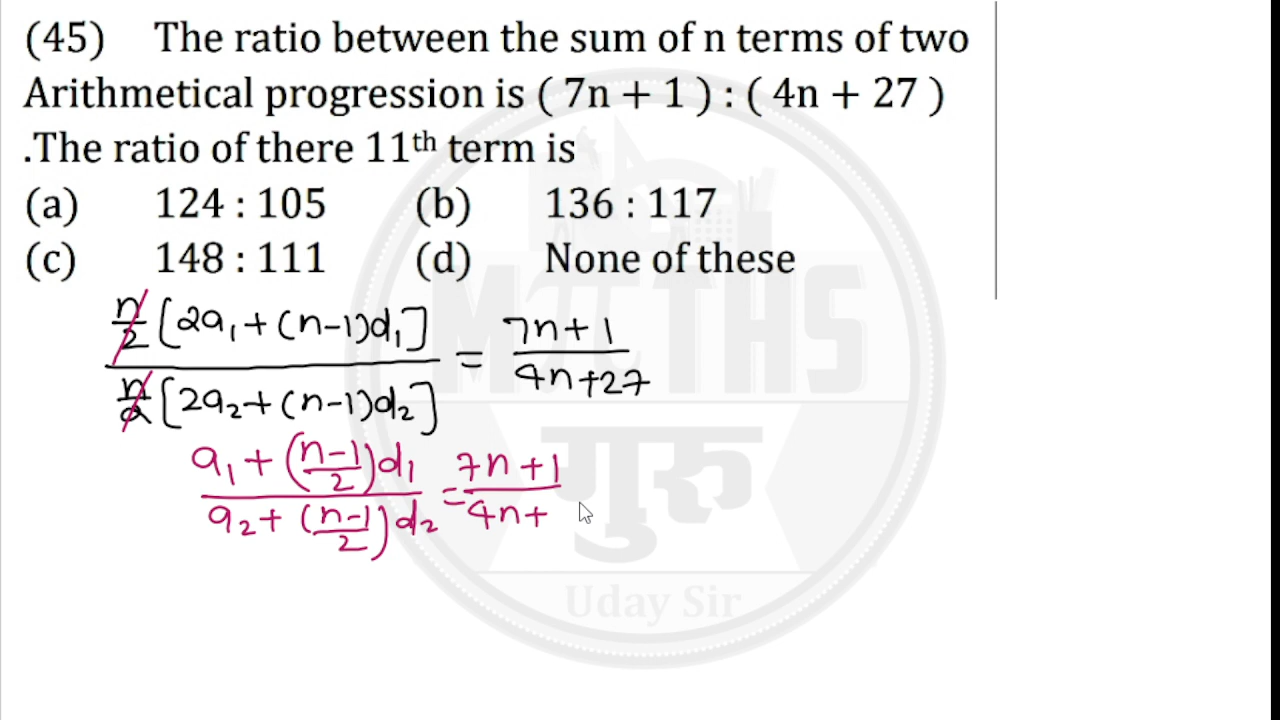 (45) The ratio between the sum of n terms of two
Arithmetical progression is ( 7n + 1 ) : ( 4n + 27 )
.The ratio of there 11th term is
(a) 124 : 105 (b) 136 : 117
(c) 148 : 111 (d) None of these
n/2 [2a₁ + (n-1)d₁] / n/2 [2a₂ + (n-1)d₂] = 7n+1 / 4n+27
a₁ + (n-1/2)d₁ / a₂ + (n-1/2)d₂ = 7n+1 / 4n+
MπTHS
गुरु
Uday Sir